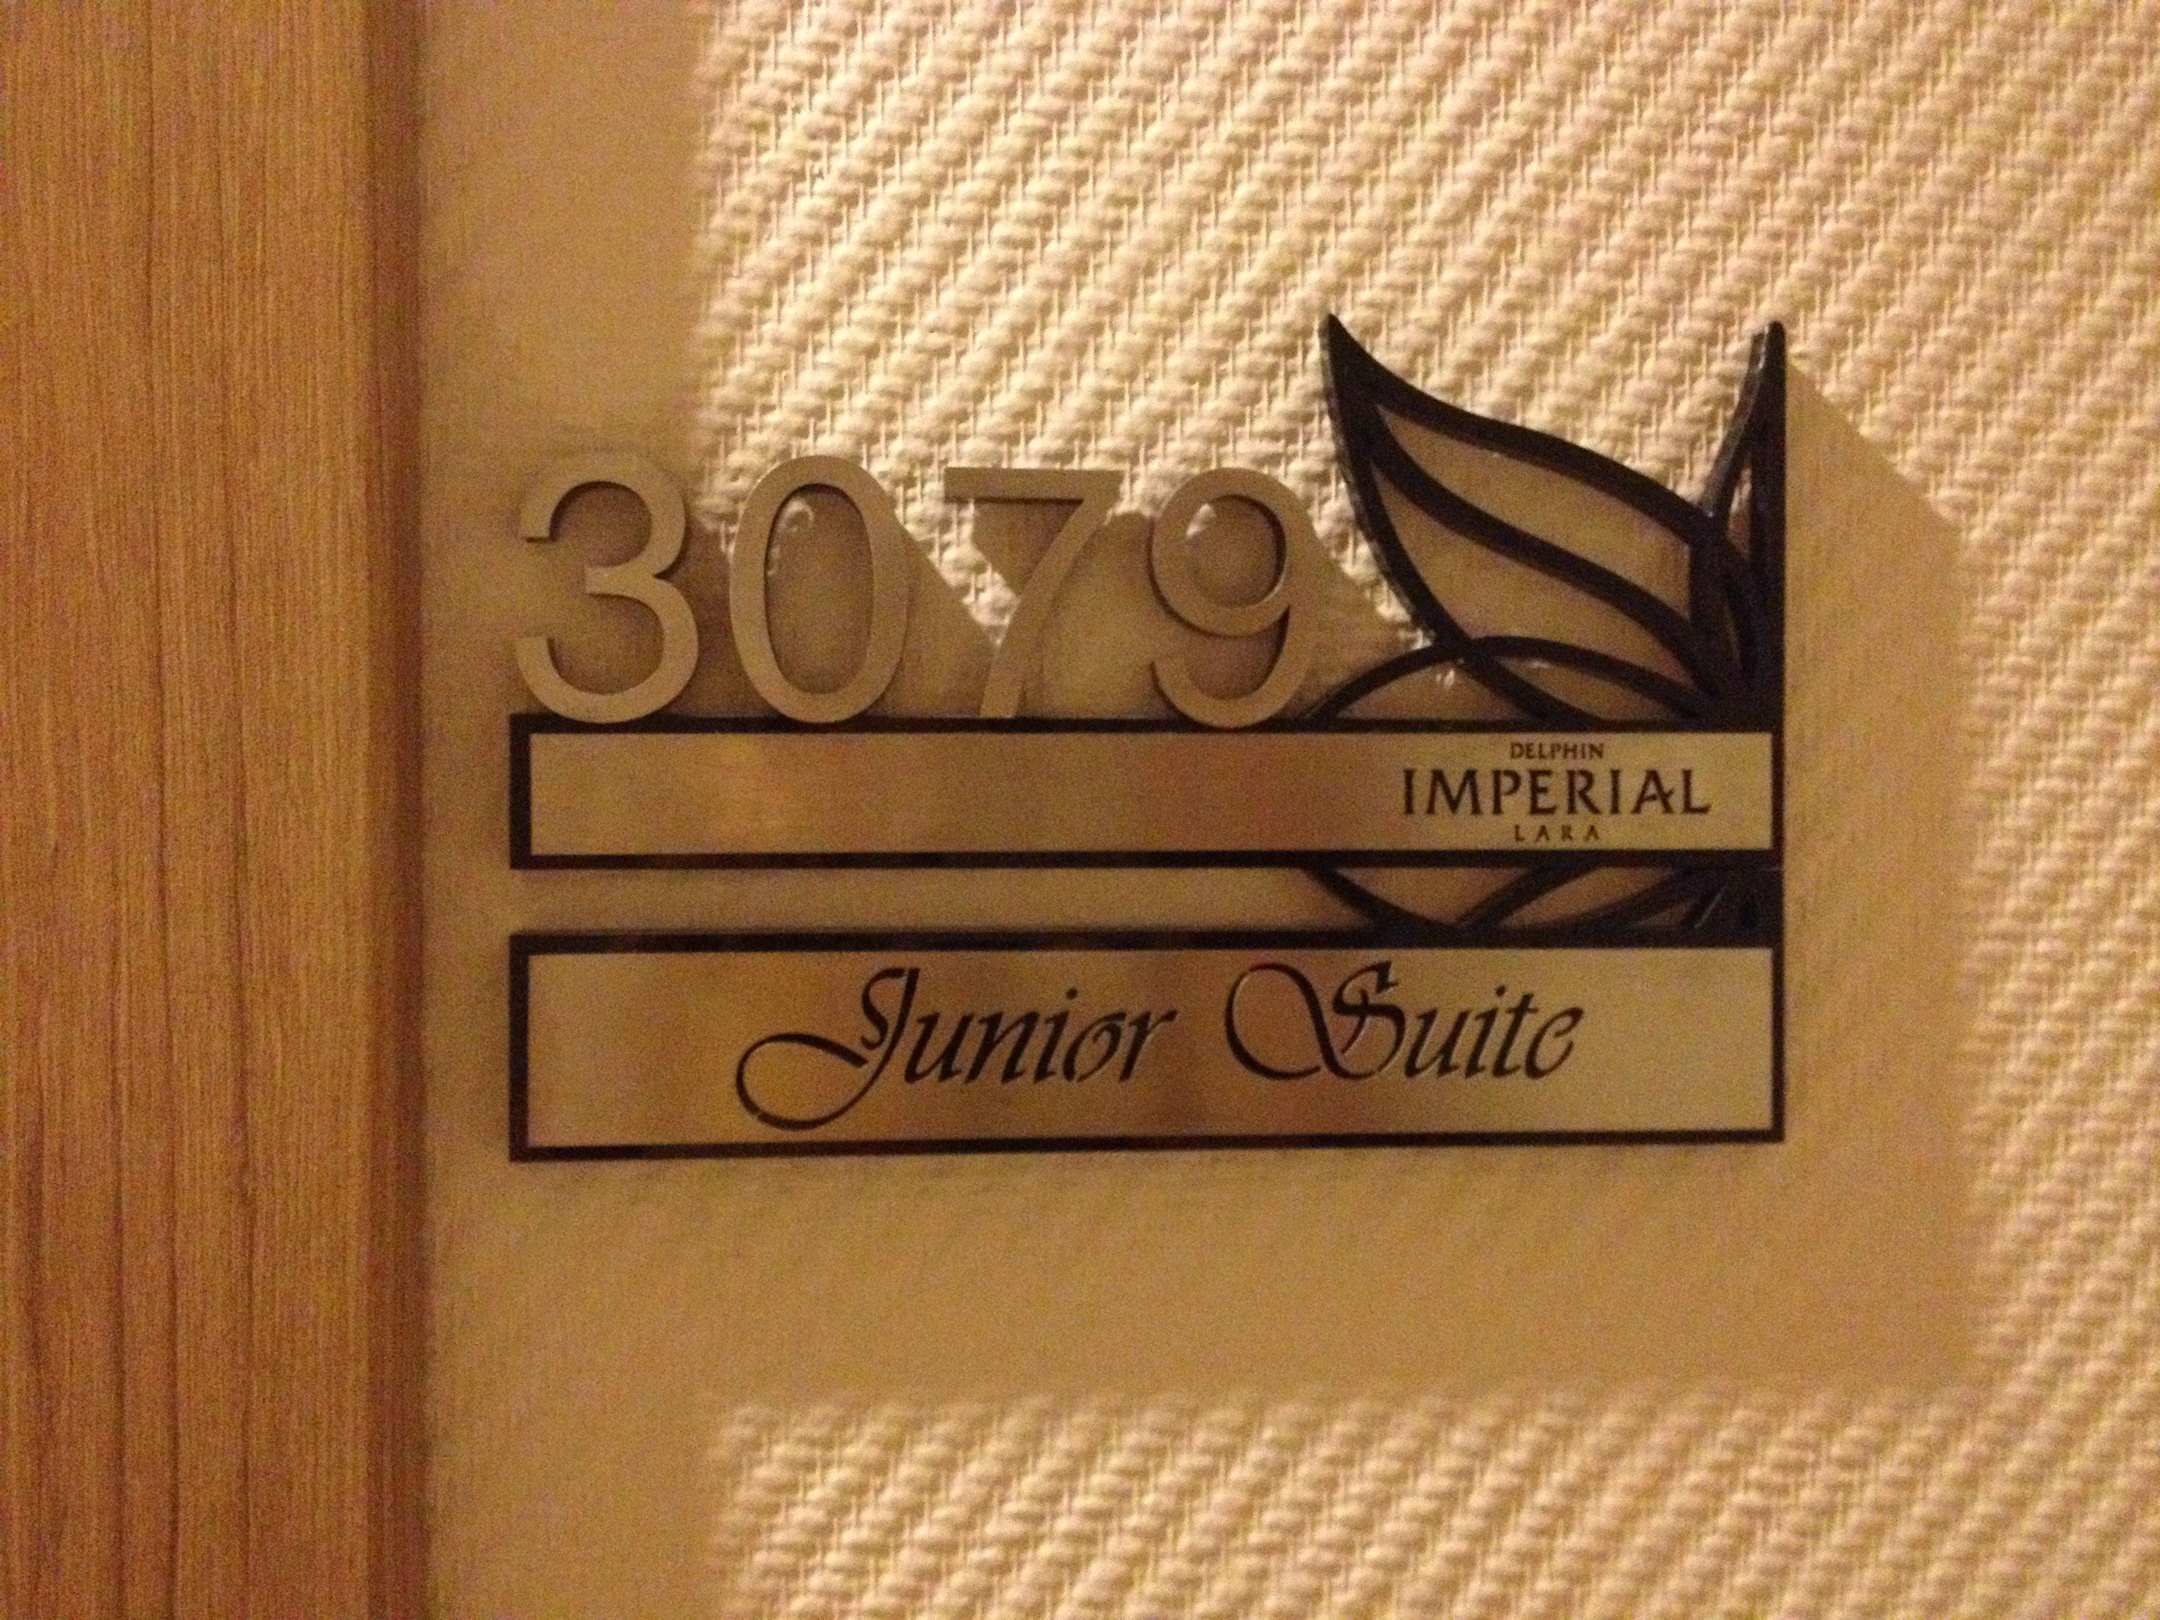 3079
DELPHIN
IMPERIAL
LARA
Junior Suite